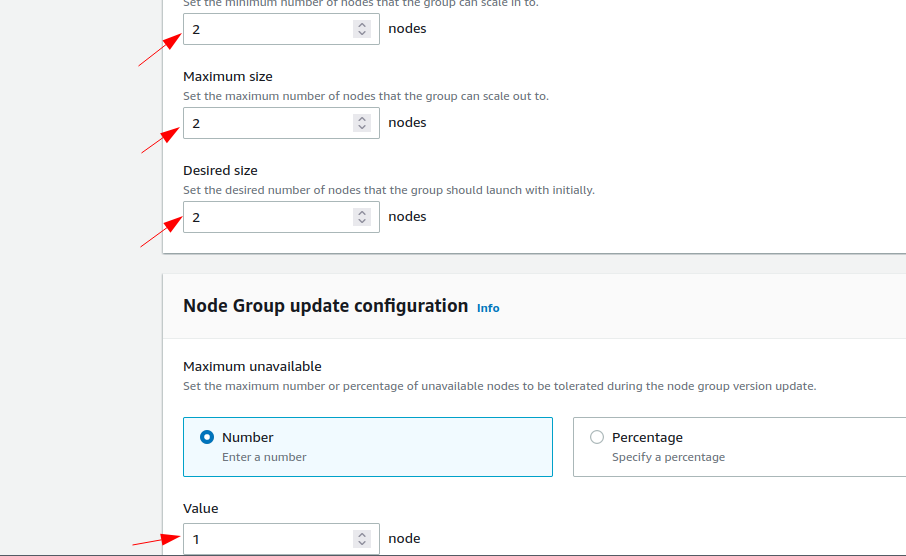 Set the minimum number of nodes that the group can scale in to.
2 nodes
Maximum size
Set the maximum number of nodes that the group can scale out to.
2 nodes
Desired size
Set the desired number of nodes that the group should launch with initially.
2 nodes
Node Group update configuration Info
Maximum unavailable
Set the maximum number or percentage of unavailable nodes to be tolerated during the node group version update.
Number Percentage
Enter a number Specify a percentage
Value
1 node